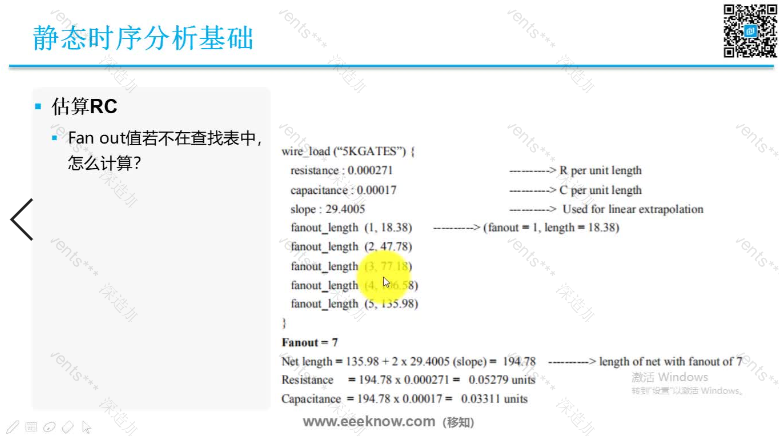 静态时序分析基础
估算RC
Fan out值若不在查找表中，
怎么计算？
wire_load (“5KGATES”) {
resistance : 0.000271 ----------> R per unit length
capacitance : 0.00017 ----------> C per unit length
slope : 29.4005 ----------> Used for linear extrapolation
fanout_length (1, 18.38) ----------> (fanout = 1, length = 18.38)
fanout_length (2, 47.78)
fanout_length (3, 77.18)
fanout_length (4, 106.58)
fanout_length (5, 135.98)
}
Fanout = 7
Net length = 135.98 + 2 x 29.4005 (slope) = 194.78 ----------> length of net with fanout of 7
Resistance = 194.78 x 0.000271 = 0.05279 units
Capacitance = 194.78 x 0.00017 = 0.03311 units
激活 Windows
转到"设置"以激活 Windows。
www.eeeknow.com（移知）